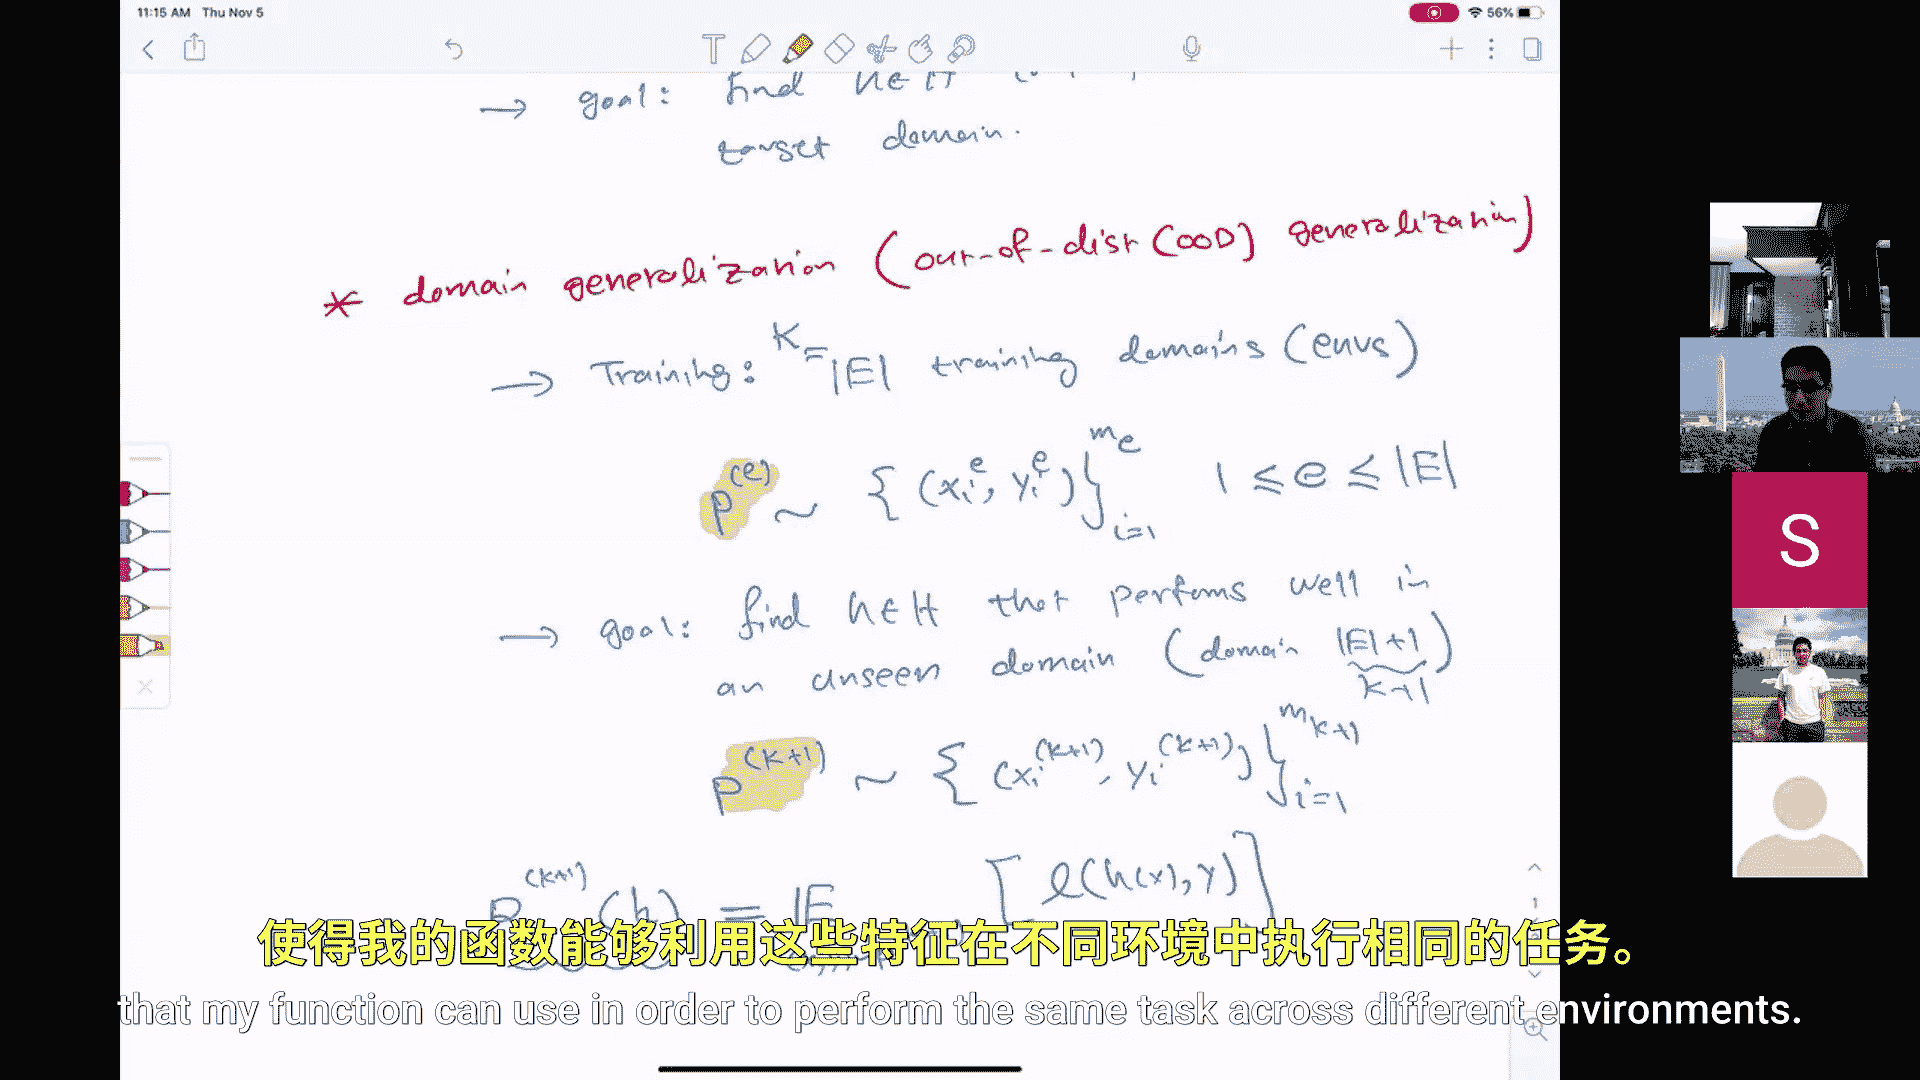 11:15 AM Thu Nov 5
56%
→ goal: find h∈H
target domain.
* domain generalization (out-of-dist (OOD) generalization)
→ Training: K = |E| training domains (envs)
P^(e) ~ { (x_i^e, y_i^e) }_{i=1}^{m_e} 1 ≤ e ≤ |E|
→ goal: find h∈H that performs well in
an unseen domain (domain |E|+1)
K+1
P^(K+1) ~ { (x_i^(K+1), y_i^(K+1)) }_{i=1}^{m_{K+1}}
R^(K+1)(h) = E [ l(h(x), y) ]
S
使得我的函数能够利用这些特征在不同环境中执行相同的任务。
that my function can use in order to perform the same task across different environments.